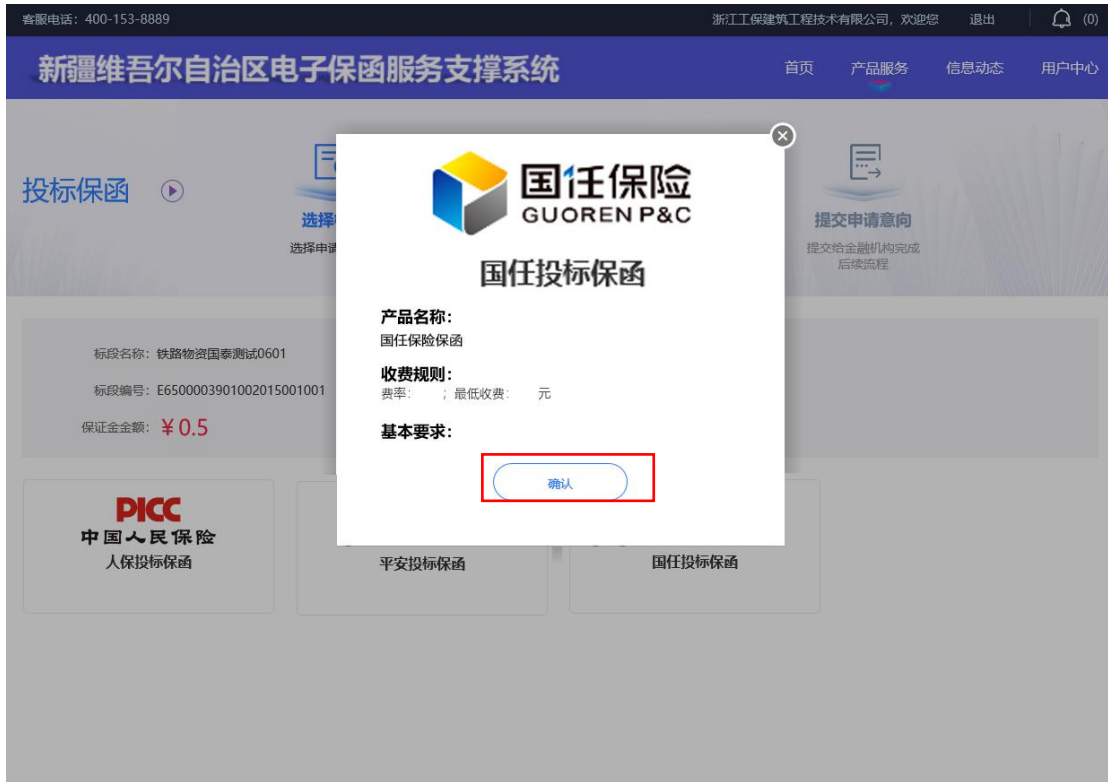 客服电话：400-153-8889
浙江工保建筑工程技术有限公司，欢迎您 退出 (0)
新疆维吾尔自治区电子保函服务支撑系统
首页 产品服务 信息动态 用户中心
投标保函
选择
选择申请
提交申请意向
提交给金融机构完成
后续流程
国任保险
GUOREN P&C
国任投标保函
产品名称：
国任保险保函
收费规则：
费率： ；最低收费： 元
基本要求：
确认
标段名称：铁路物资国泰测试0601
标段编号：E6500003901002015001001
保证金金额：￥0.5
PICC
中国人民保险
人保投标保函
平安投标保函
国任投标保函